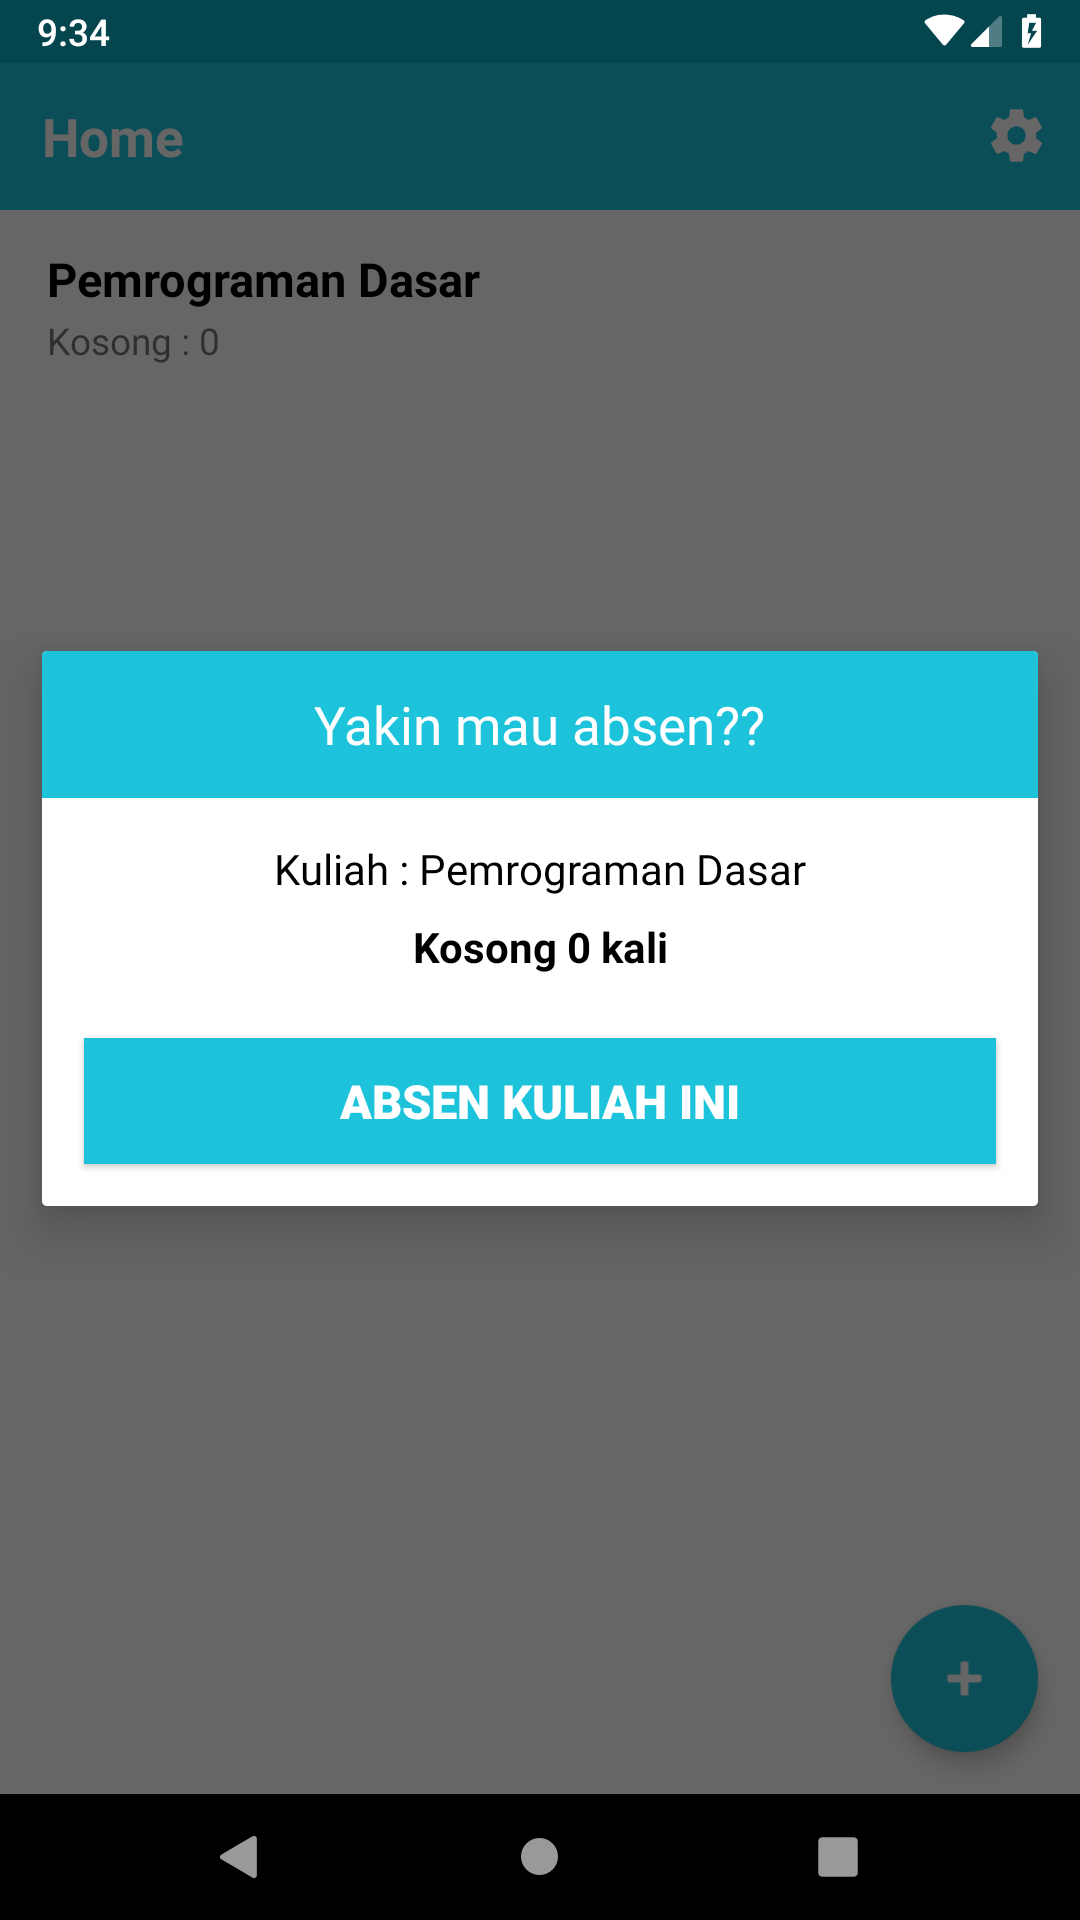 9:34
Home
Pemrograman Dasar
Kosong : 0
Yakin mau absen??
Kuliah : Pemrograman Dasar
Kosong 0 kali
ABSEN KULIAH INI